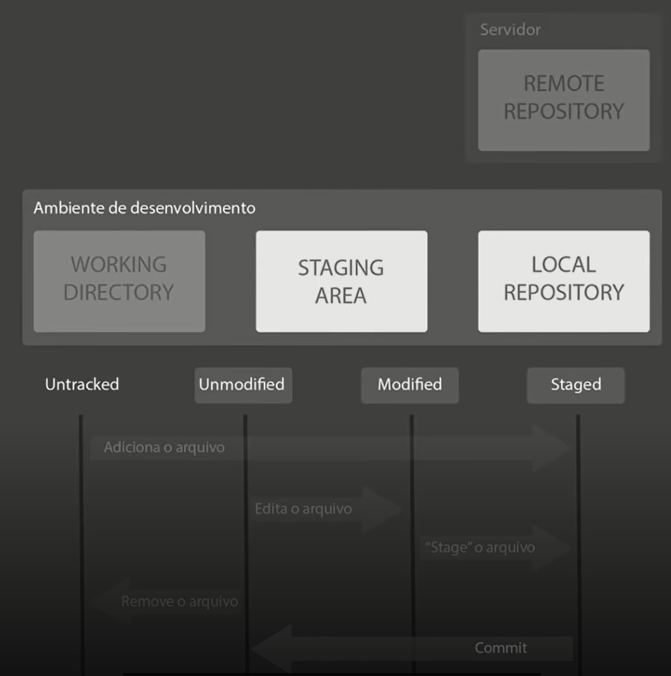 Servidor
REMOTE
REPOSITORY
Ambiente de desenvolvimento
WORKING
DIRECTORY
STAGING
AREA
LOCAL
REPOSITORY
Untracked
Unmodified
Modified
Staged
Adiciona o arquivo
Edita o arquivo
“Stage” o arquivo
Remove o arquivo
Commit